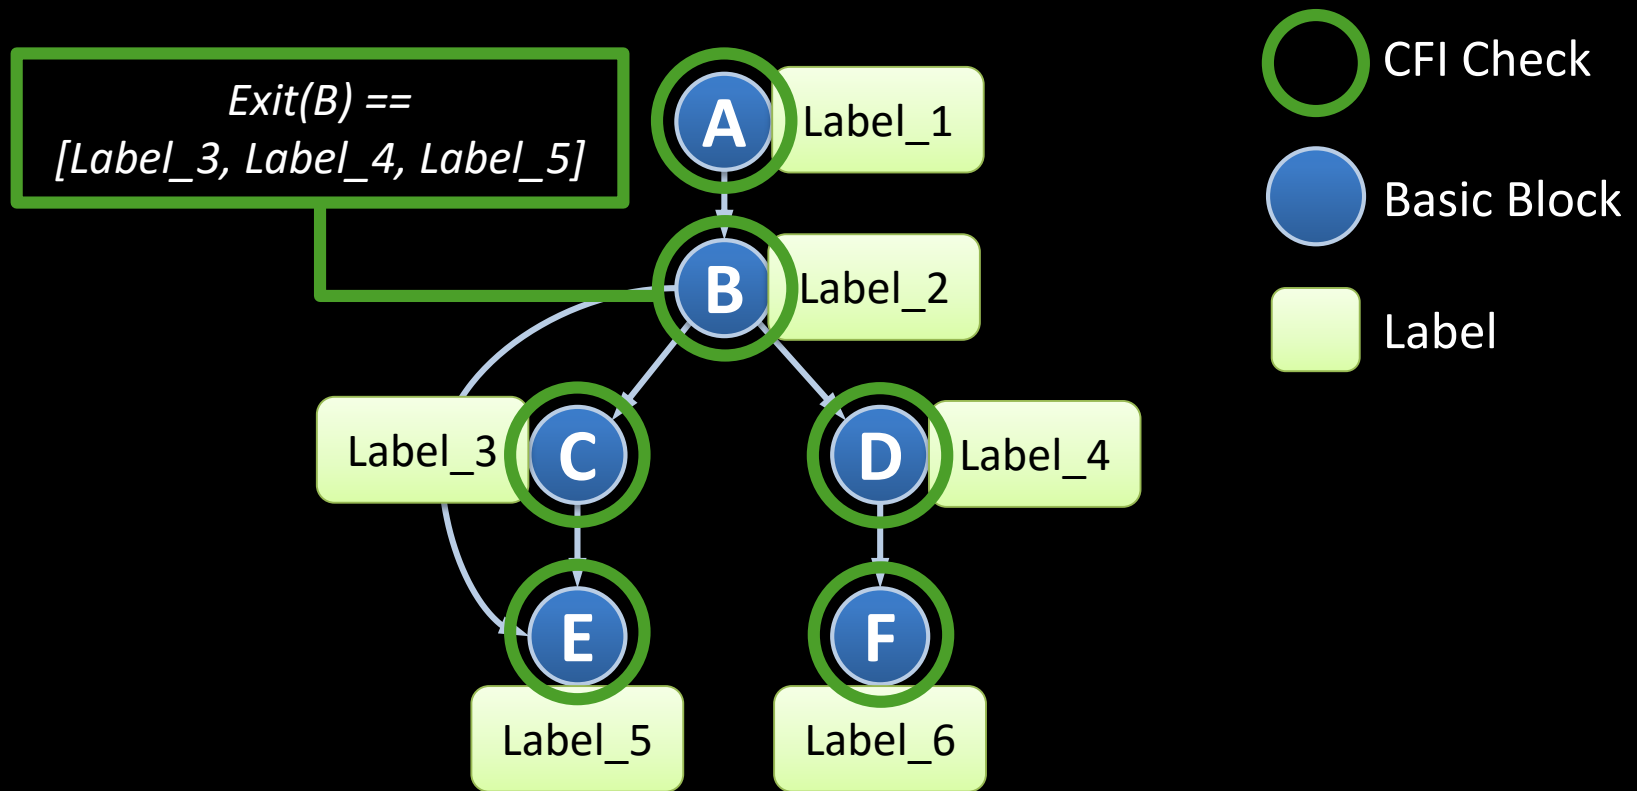 Exit(B) ==
[Label_3, Label_4, Label_5]
A
Label_1
B
Label_2
Label_3
C
D
Label_4
E
F
Label_5
Label_6
CFI Check
Basic Block
Label